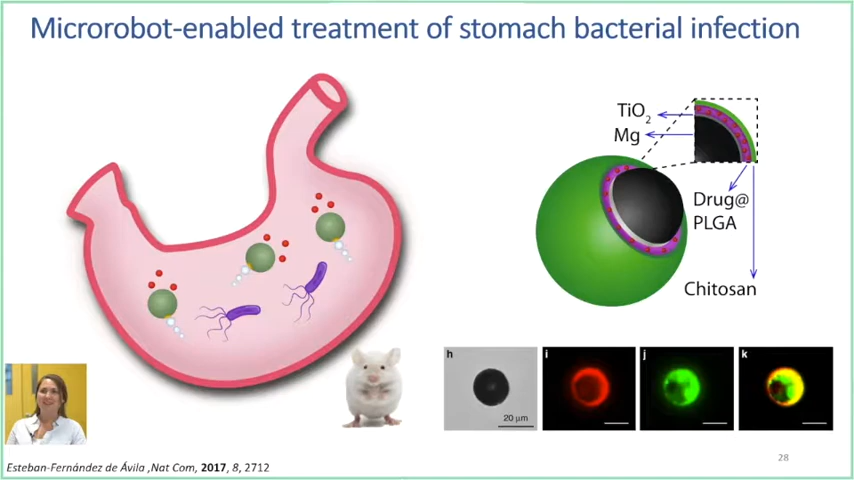 Microrobot-enabled treatment of stomach bacterial infection
TiO2
Mg
Drug@
PLGA
Chitosan
h
i
j
k
20 µm
28
Esteban-Fernández de Ávila ,Nat Com, 2017, 8, 2712